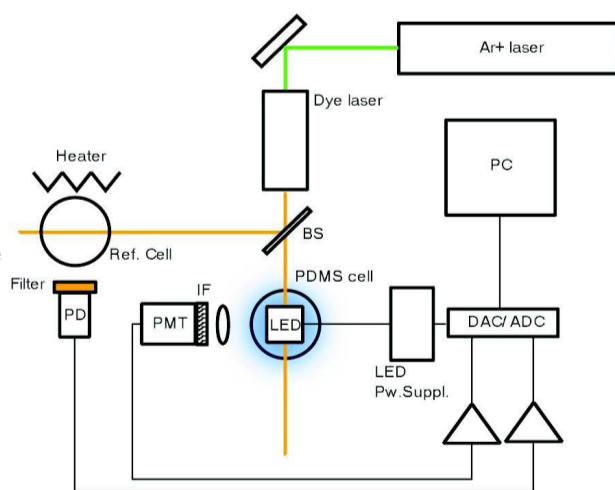 Ar+ laser
Dye laser
PC
Heater
BS
Ref. Cell
PDMS cell
Filter
IF
PD
PMT
LED
DAC/ADC
LED
Pw.Suppl.